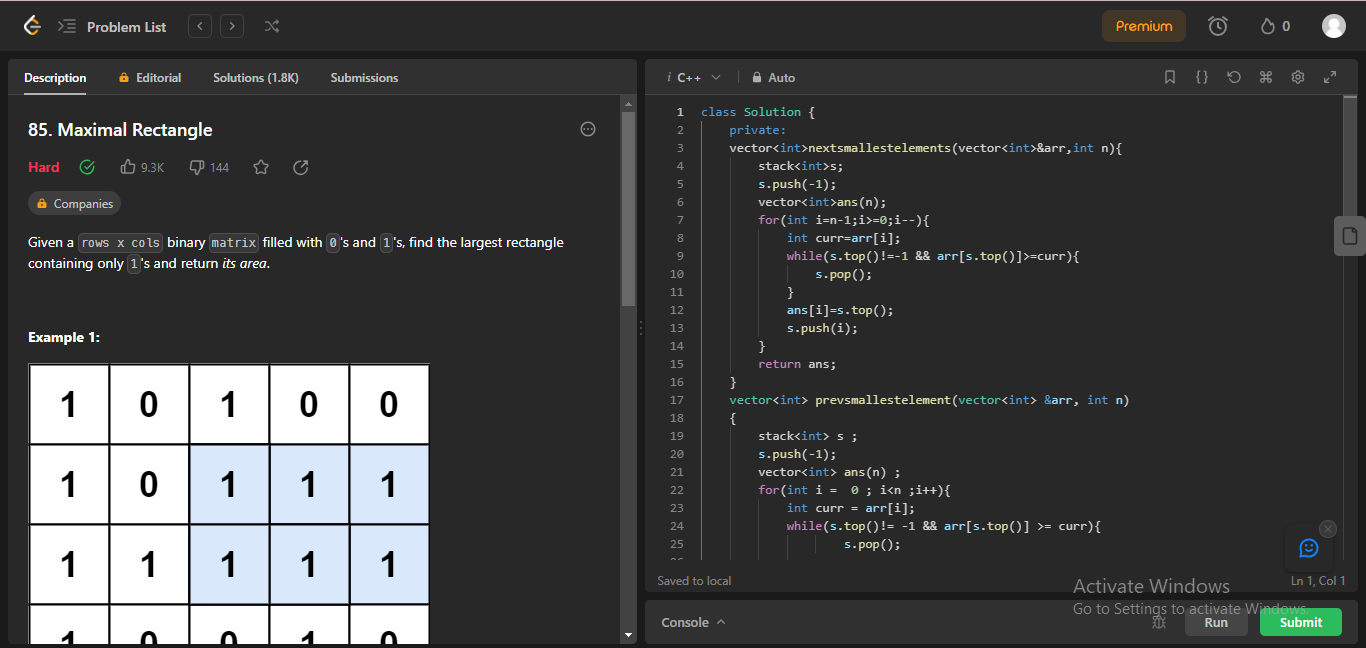 Problem List
Premium
0
Description
Editorial
Solutions (1.8K)
Submissions
85. Maximal Rectangle
Hard
9.3K
144
Companies
Given a rows x cols binary matrix filled with 0's and 1's, find the largest rectangle
containing only 1's and return its area.
Example 1:
1 0 1 0 0
1 0 1 1 1
1 1 1 1 1
1 0 0 1 0
i C++
Auto
{}
1 class Solution {
2 private:
3 vector<int>nextsmallestelements(vector<int>&arr,int n){
4 stack<int>s;
5 s.push(-1);
6 vector<int>ans(n);
7 for(int i=n-1;i>=0;i--){
8 int curr=arr[i];
9 while(s.top()!=-1 && arr[s.top()]>=curr){
10 s.pop();
11 }
12 ans[i]=s.top();
13 s.push(i);
14 }
15 return ans;
16 }
17 vector<int> prevsmallestelement(vector<int> &arr, int n)
18 {
19 stack<int> s ;
20 s.push(-1);
21 vector<int> ans(n) ;
22 for(int i =  0 ; i<n ;i++){
23 int curr = arr[i];
24 while(s.top()!= -1 && arr[s.top()] >= curr){
25 s.pop();
Saved to local
Ln 1, Col 1
Activate Windows
Go to Settings to activate Windows.
Console
Run
Submit